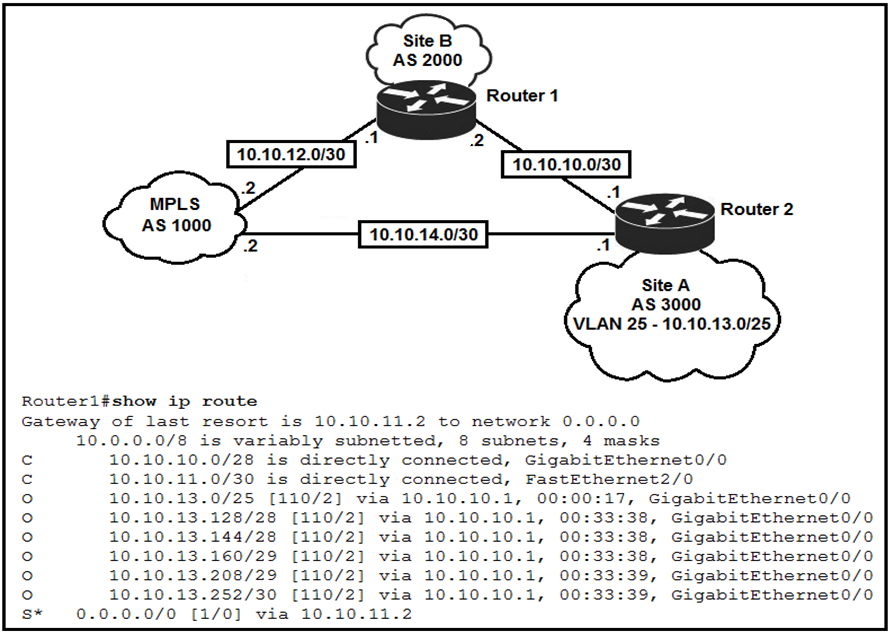 Site B
AS 2000
Router 1
.1
.2
10.10.12.0/30
10.10.10.0/30
.2
.1
MPLS
AS 1000
Router 2
10.10.14.0/30
.2
.1
Site A
AS 3000
VLAN 25 - 10.10.13.0/25
Router1#show ip route
Gateway of last resort is 10.10.11.2 to network 0.0.0.0
10.0.0.0/8 is variably subnetted, 8 subnets, 4 masks
C 10.10.10.0/28 is directly connected, GigabitEthernet0/0
C 10.10.11.0/30 is directly connected, FastEthernet2/0
O 10.10.13.0/25 [110/2] via 10.10.10.1, 00:00:17, GigabitEthernet0/0
O 10.10.13.128/28 [110/2] via 10.10.10.1, 00:33:38, GigabitEthernet0/0
O 10.10.13.144/28 [110/2] via 10.10.10.1, 00:33:38, GigabitEthernet0/0
O 10.10.13.160/29 [110/2] via 10.10.10.1, 00:33:38, GigabitEthernet0/0
O 10.10.13.208/29 [110/2] via 10.10.10.1, 00:33:39, GigabitEthernet0/0
O 10.10.13.252/30 [110/2] via 10.10.10.1, 00:33:39, GigabitEthernet0/0
S* 0.0.0.0/0 [1/0] via 10.10.11.2